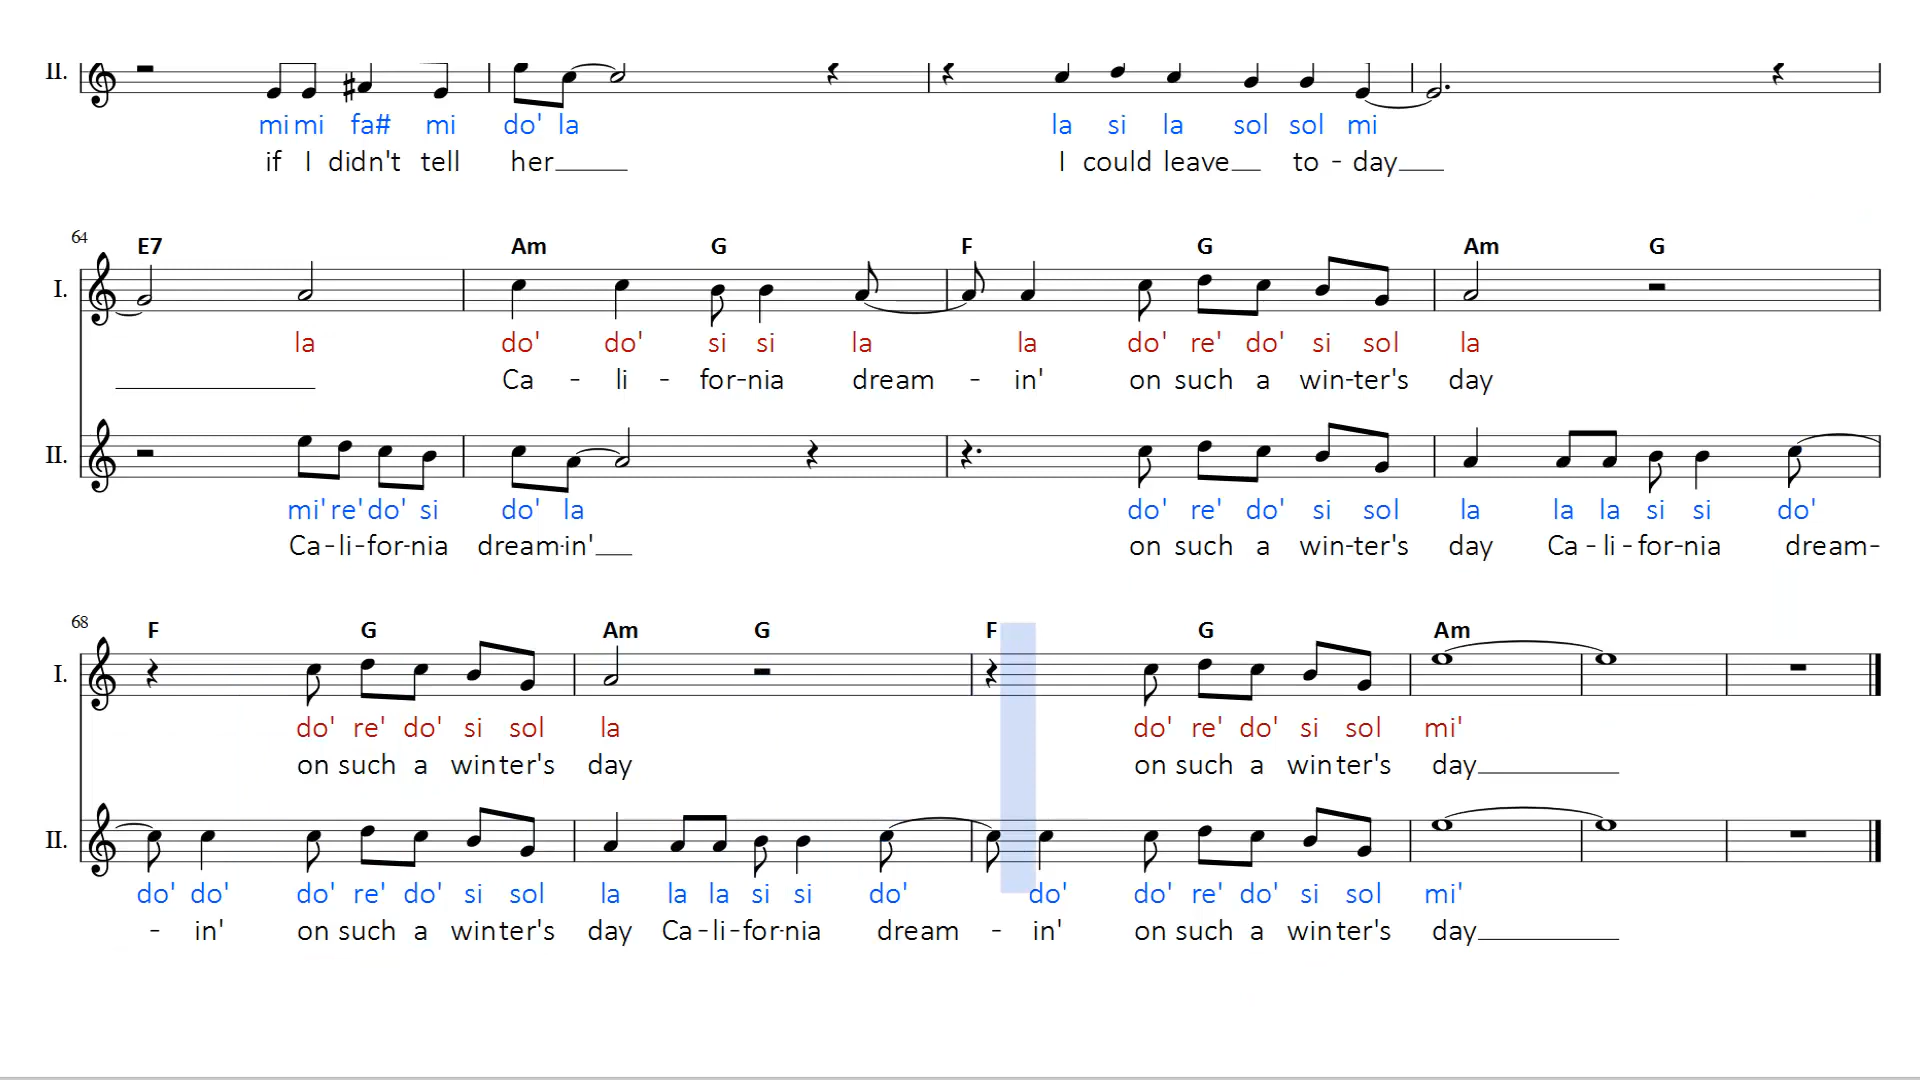 II.
mi mi fa# mi do' la la si la sol sol mi
if I didn't tell her____ I could leave__ to - day___
64 E7 Am G F G Am G
I.
la do' do' si si la la do' re' do' si sol la
____________ Ca - li - for-nia dream - in' on such a win-ter's day
II.
mi' re' do' si do' la do' re' do' si sol la la la si si do'
Ca-li-for-nia dream-in'__ on such a win-ter's day Ca - li - for-nia dream-
68 F G Am G F G Am
I.
do' re' do' si sol la do' re' do' si sol mi'
on such a winter's day on such a winter's day_________
II.
do' do' do' re' do' si sol la la la si si do' do' do' re' do' si sol mi'
- in' on such a winter's day Ca-li-for-nia dream - in' on such a winter's day_________